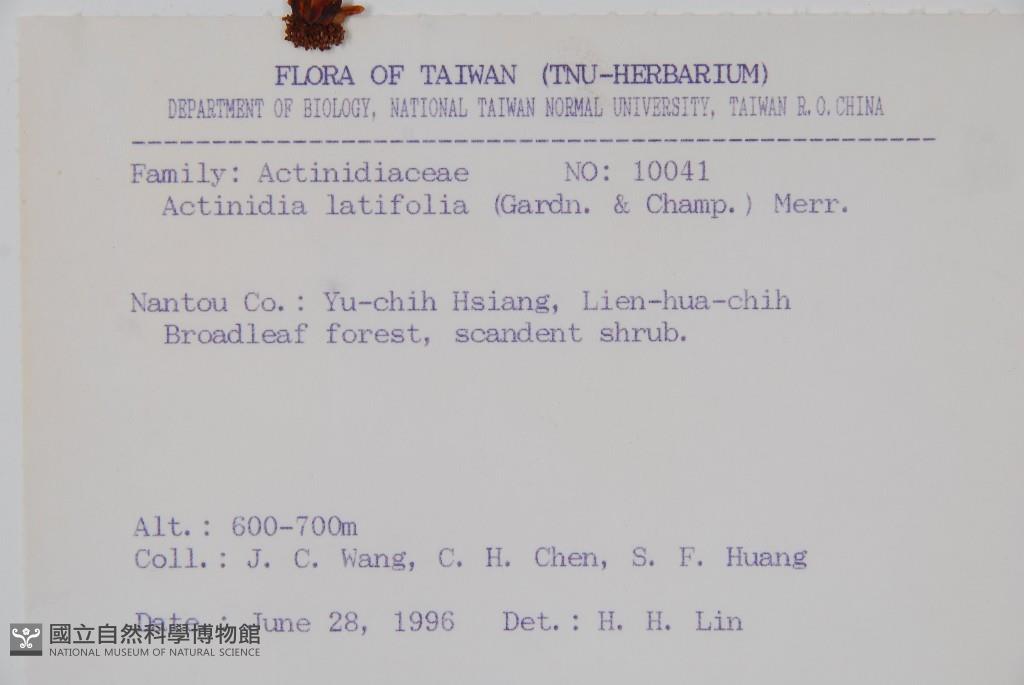 FLORA OF TAIWAN (TNU-HERBARIUM)
DEPARTMENT OF BIOLOGY, NATIONAL TAIWAN NORMAL UNIVERSITY, TAIWAN R.O.CHINA
--------------------------------------------------
Family: Actinidiaceae NO: 10041
Actinidia latifolia (Gardn. & Champ.) Merr.
Nantou Co.: Yu-chih Hsiang, Lien-hua-chih
Broadleaf forest, scandent shrub.
Alt.: 600-700m
Coll.: J. C. Wang, C. H. Chen, S. F. Huang
Date.: June 28, 1996 Det.: H. H. Lin
國立自然科學博物館
NATIONAL MUSEUM OF NATURAL SCIENCE